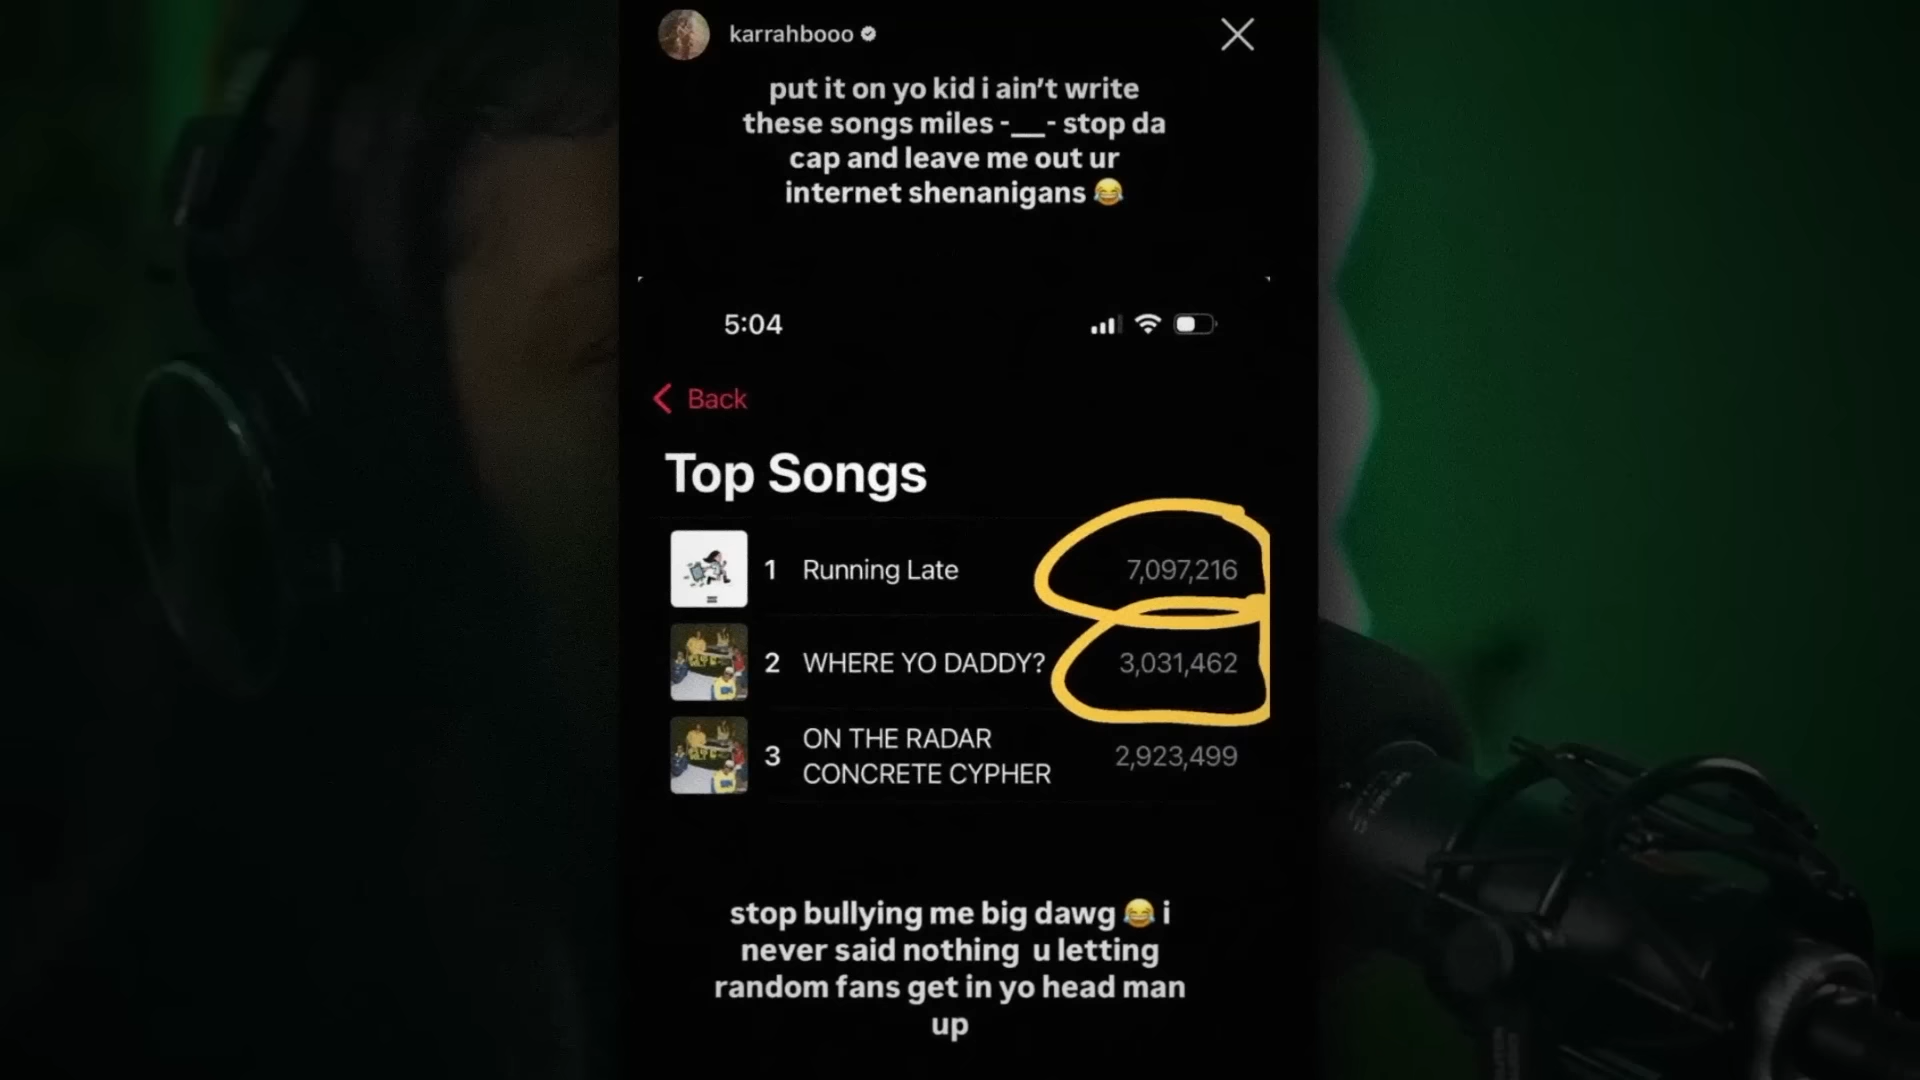 karrahbooo
put it on yo kid i ain't write
these songs miles -__- stop da
cap and leave me out ur
internet shenanigans 😂
5:04
Back
Top Songs
1 Running Late 7,097,216
2 WHERE YO DADDY? 3,031,462
3 ON THE RADAR
CONCRETE CYPHER 2,923,499
stop bullying me big dawg 😂 i
never said nothing u letting
random fans get in yo head man
up